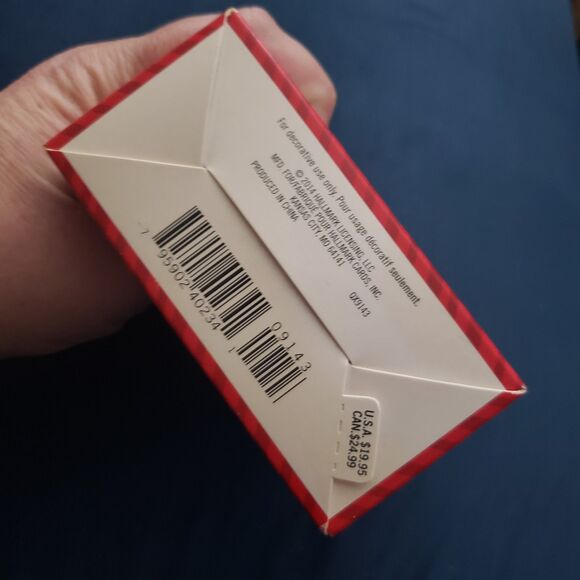 For decorative use only. Pour usage décoratif seulement.
© 2014 HALLMARK LICENSING, LLC
MFD. FOR/FABRIQUÉ POUR HALLMARK CARDS, INC.
KANSAS CITY, MO 64141
PRODUCED IN CHINA
QX9143
09143
7 95902 40234 1
U.S.A. $19.95
CAN.$24.99